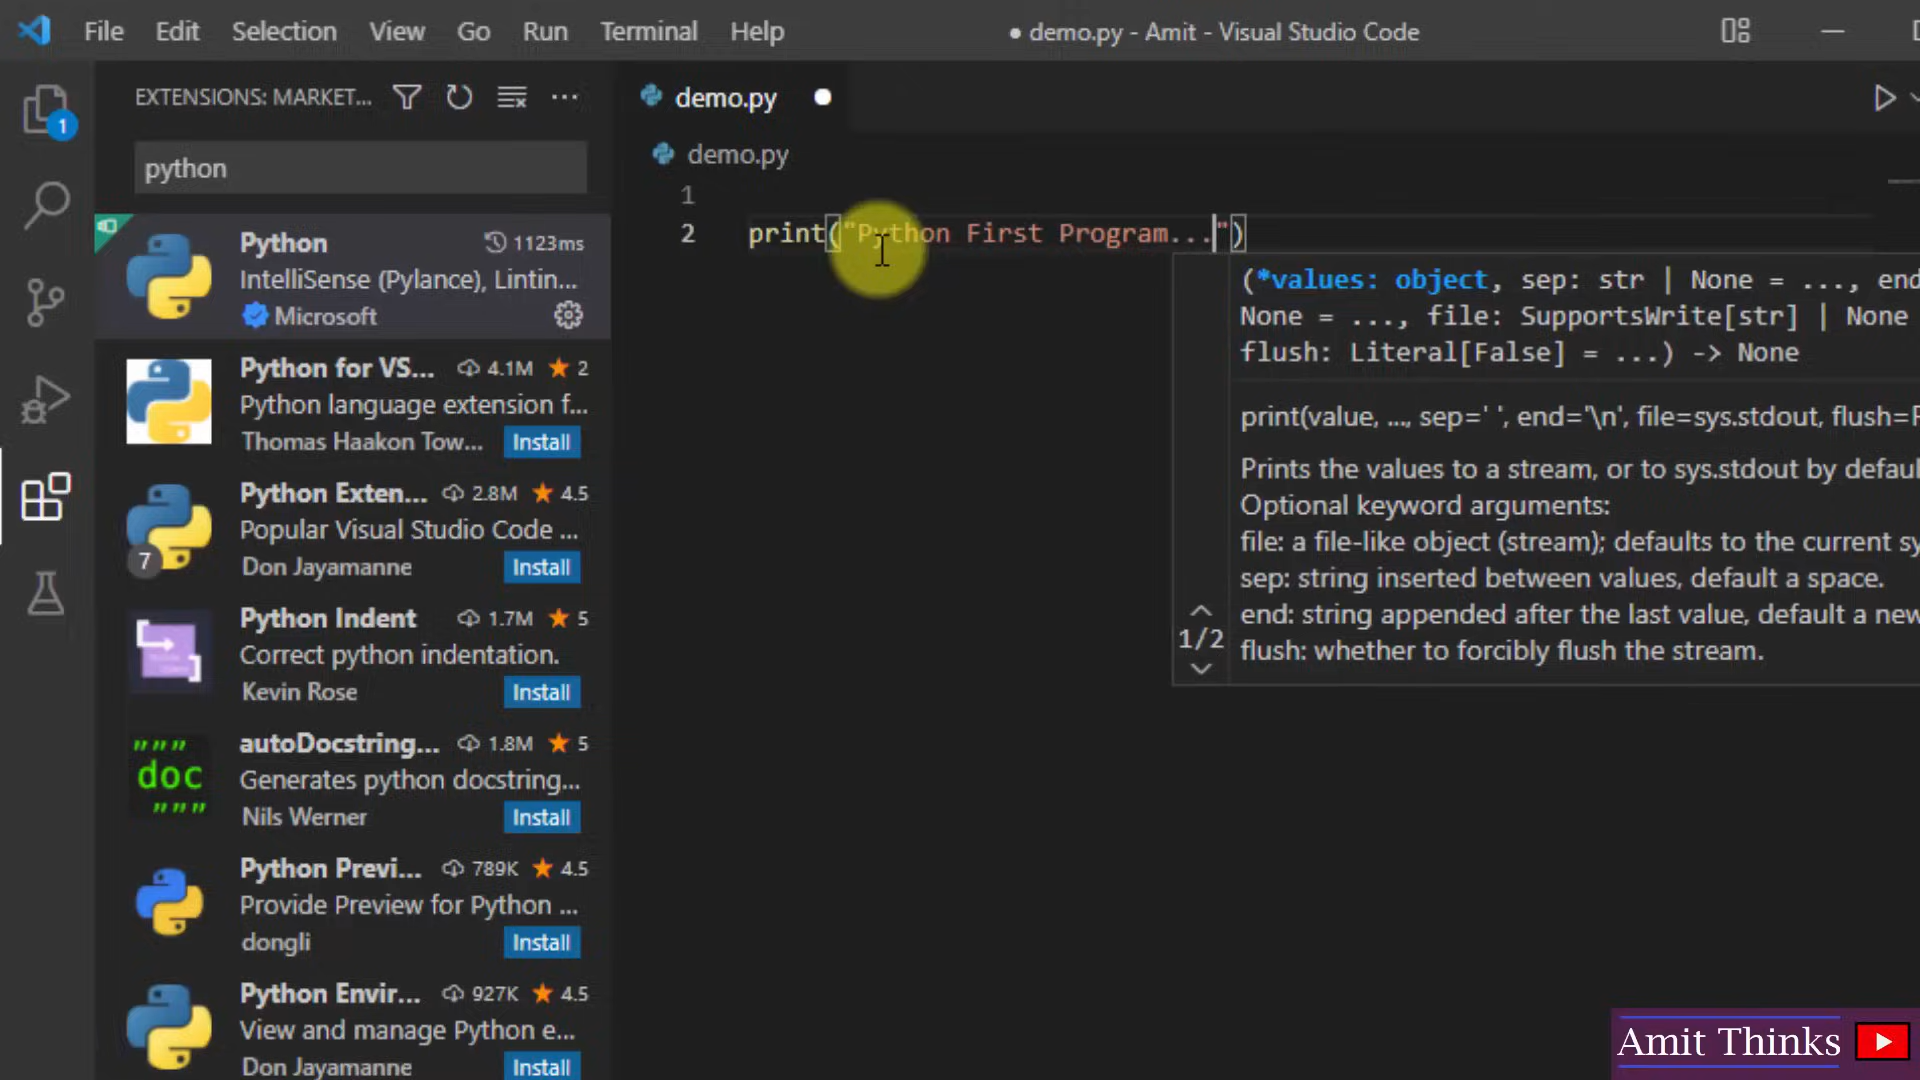 File Edit Selection View Go Run Terminal Help
● demo.py - Amit - Visual Studio Code
1
EXTENSIONS: MARKET...
python
Python 1123ms
IntelliSense (Pylance), Lintin...
Microsoft
Python for VS... 4.1M ★ 2
Python language extension f...
Thomas Haakon Tow... Install
Python Exten... 2.8M ★ 4.5
Popular Visual Studio Code ...
7
Don Jayamanne Install
Python Indent 1.7M ★ 5
Correct python indentation.
Kevin Rose Install
autoDocstring... 1.8M ★ 5
"""
doc
"""
Generates python docstring...
Nils Werner Install
Python Previ... 789K ★ 4.5
Provide Preview for Python ...
dongli Install
Python Envir... 927K ★ 4.5
View and manage Python e...
Don Jayamanne Install
demo.py
demo.py
1
2 print("Python First Program...")
(*values: object, sep: str | None = ..., end
None = ..., file: SupportsWrite[str] | None
flush: Literal[False] = ...) -> None
print(value, ..., sep=' ', end='\n', file=sys.stdout, flush=F
Prints the values to a stream, or to sys.stdout by defaul
Optional keyword arguments:
file: a file-like object (stream); defaults to the current sy
sep: string inserted between values, default a space.
end: string appended after the last value, default a new
flush: whether to forcibly flush the stream.
1/2
Amit Thinks